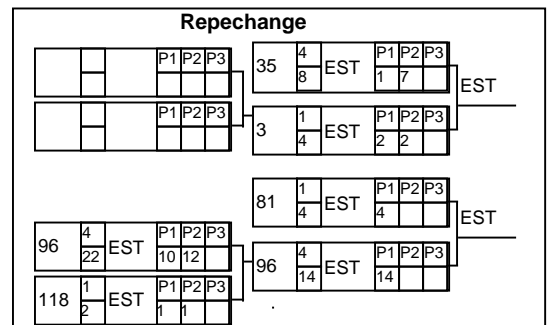 Repechange
P1 P2 P3
P1 P2 P3
35 4 8 EST P1 P2 P3 1 7
EST
3 1 4 EST P1 P2 P3 2 2
81 1 4 EST P1 P2 P3 4
EST
96 4 22 EST P1 P2 P3 10 12
96 4 14 EST P1 P2 P3 14
118 1 2 EST P1 P2 P3 1 1
.